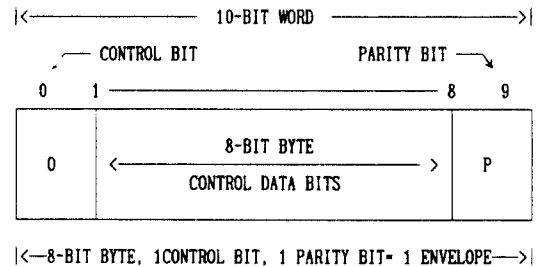 10-BIT WORD
CONTROL BIT PARITY BIT
0 1 8 9
8-BIT BYTE
0 P
CONTROL DATA BITS
8-BIT BYTE, 1CONTROL BIT, 1 PARITY BIT= 1 ENVELOPE